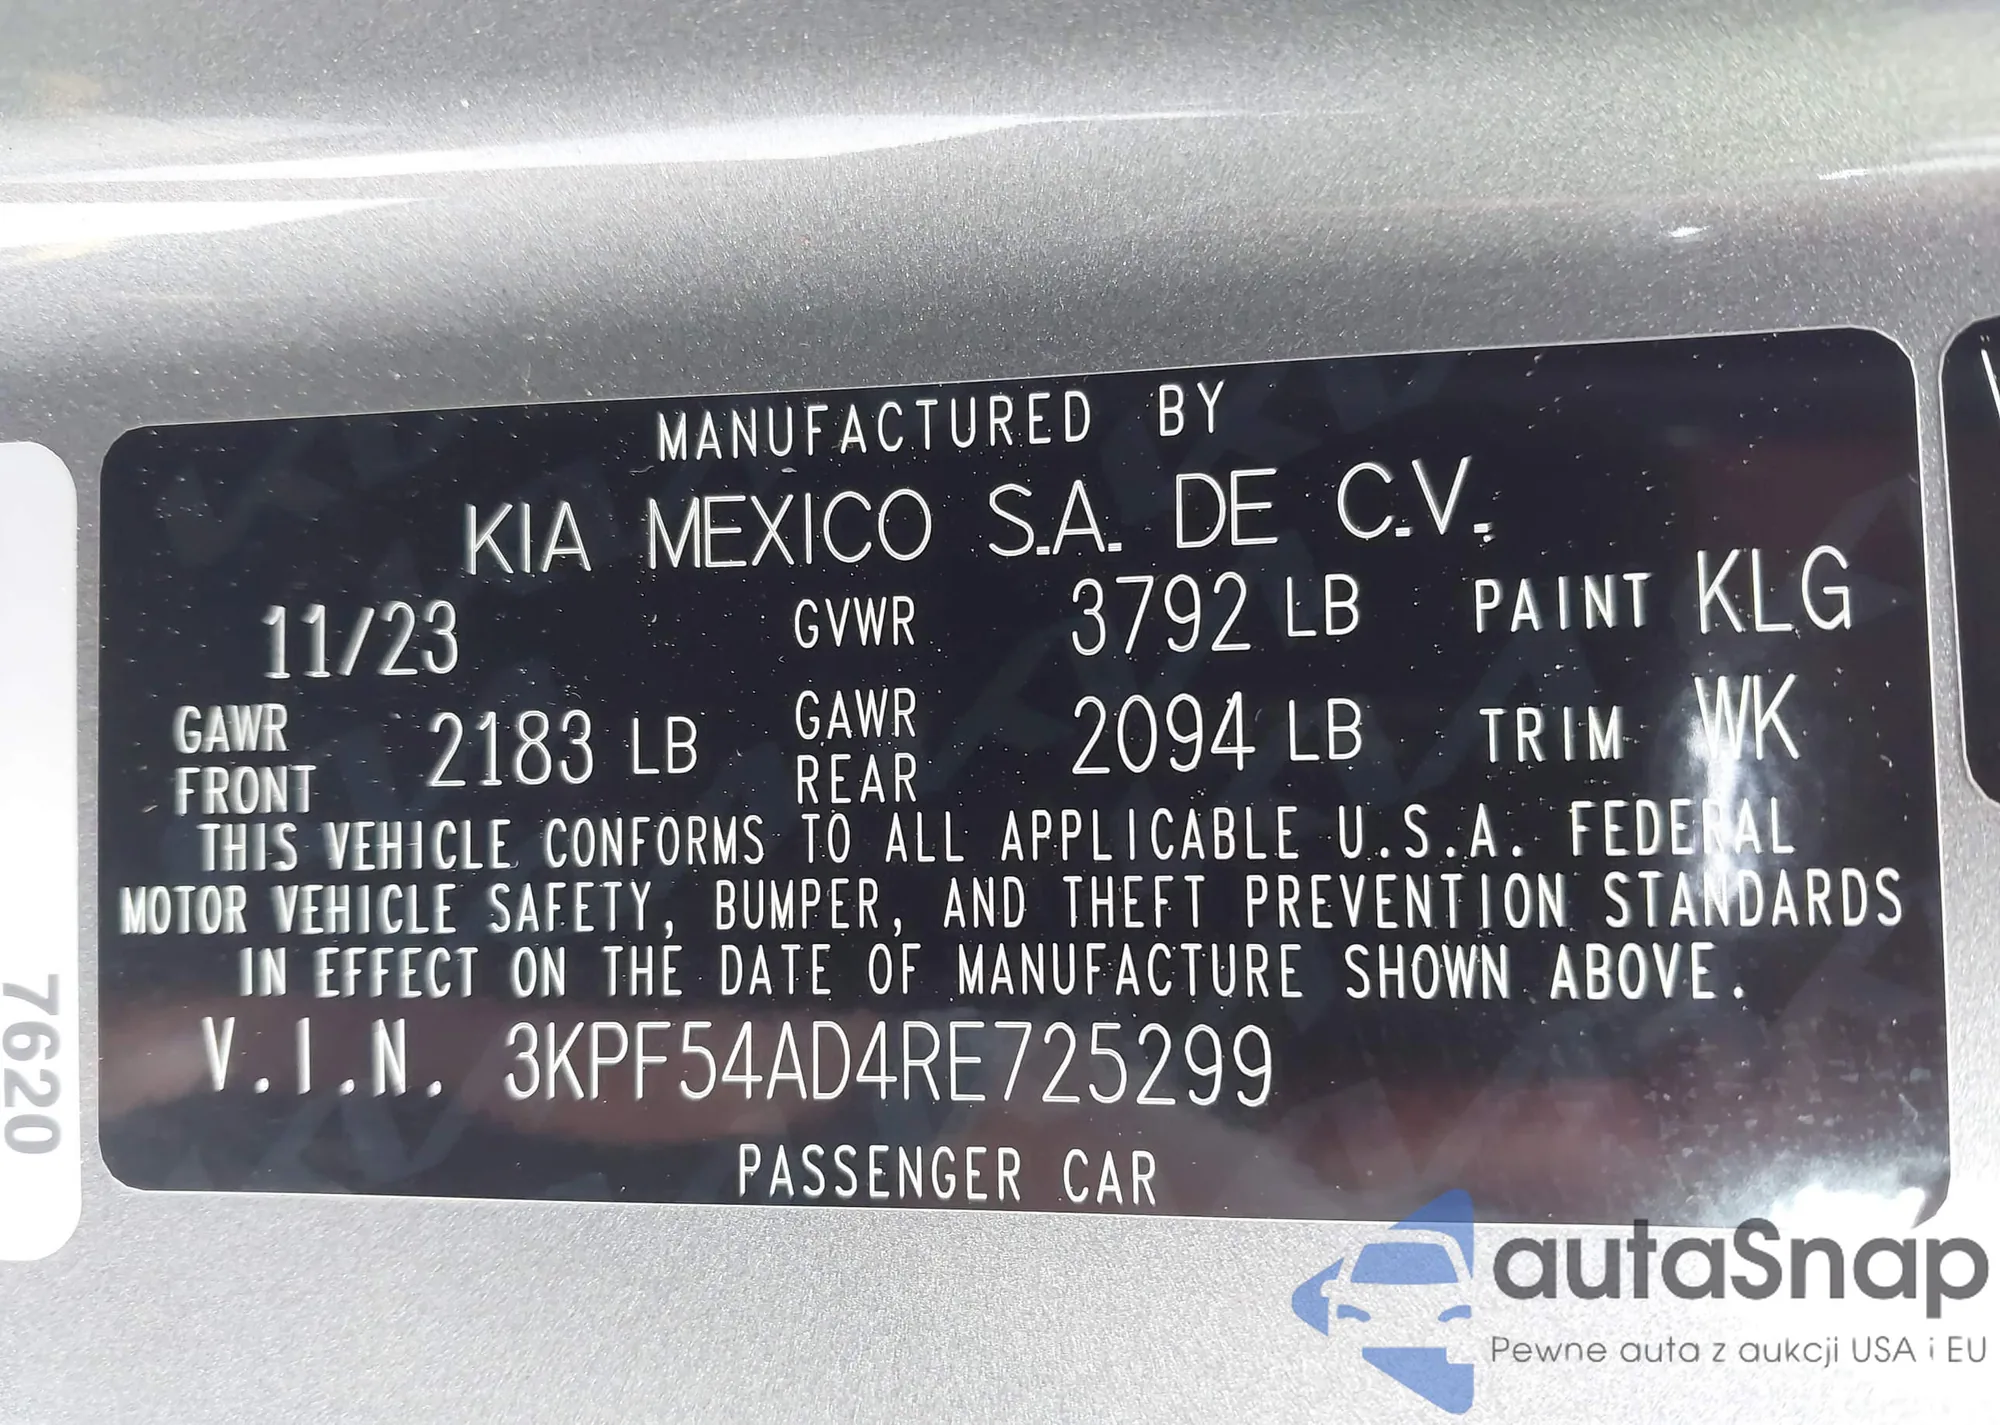 MANUFACTURED BY
KIA MEXICO S.A. DE C.V.
11/23 GVWR 3792 LB PAINT KLG
GAWR FRONT 2183 LB GAWR REAR 2094 LB TRIM WK
THIS VEHICLE CONFORMS TO ALL APPLICABLE U.S.A. FEDERAL
MOTOR VEHICLE SAFETY, BUMPER, AND THEFT PREVENTION STANDARDS
IN EFFECT ON THE DATE OF MANUFACTURE SHOWN ABOVE.
V.I.N. 3KPF54AD4RE725299
PASSENGER CAR
7620
autaSnap
Pewne auta z aukcji USA i EU